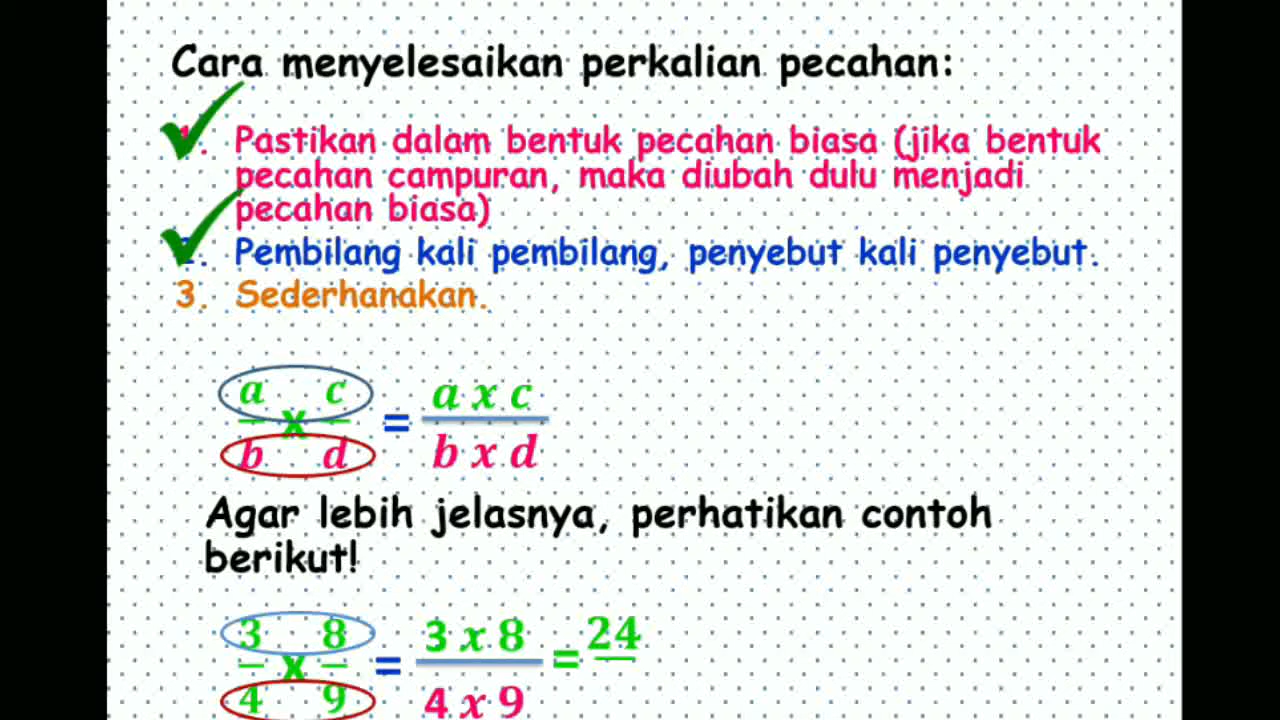 Cara menyelesaikan perkalian pecahan:
1. Pastikan dalam bentuk pecahan biasa (jika bentuk
pecahan campuran, maka diubah dulu menjadi
pecahan biasa)
2. Pembilang kali pembilang, penyebut kali penyebut.
3. Sederhanakan.
a c a x c
x =
b d b x d
Agar lebih jelasnya, perhatikan contoh
berikut!
3 8 3 x 8 24
x = =
4 9 4 x 9